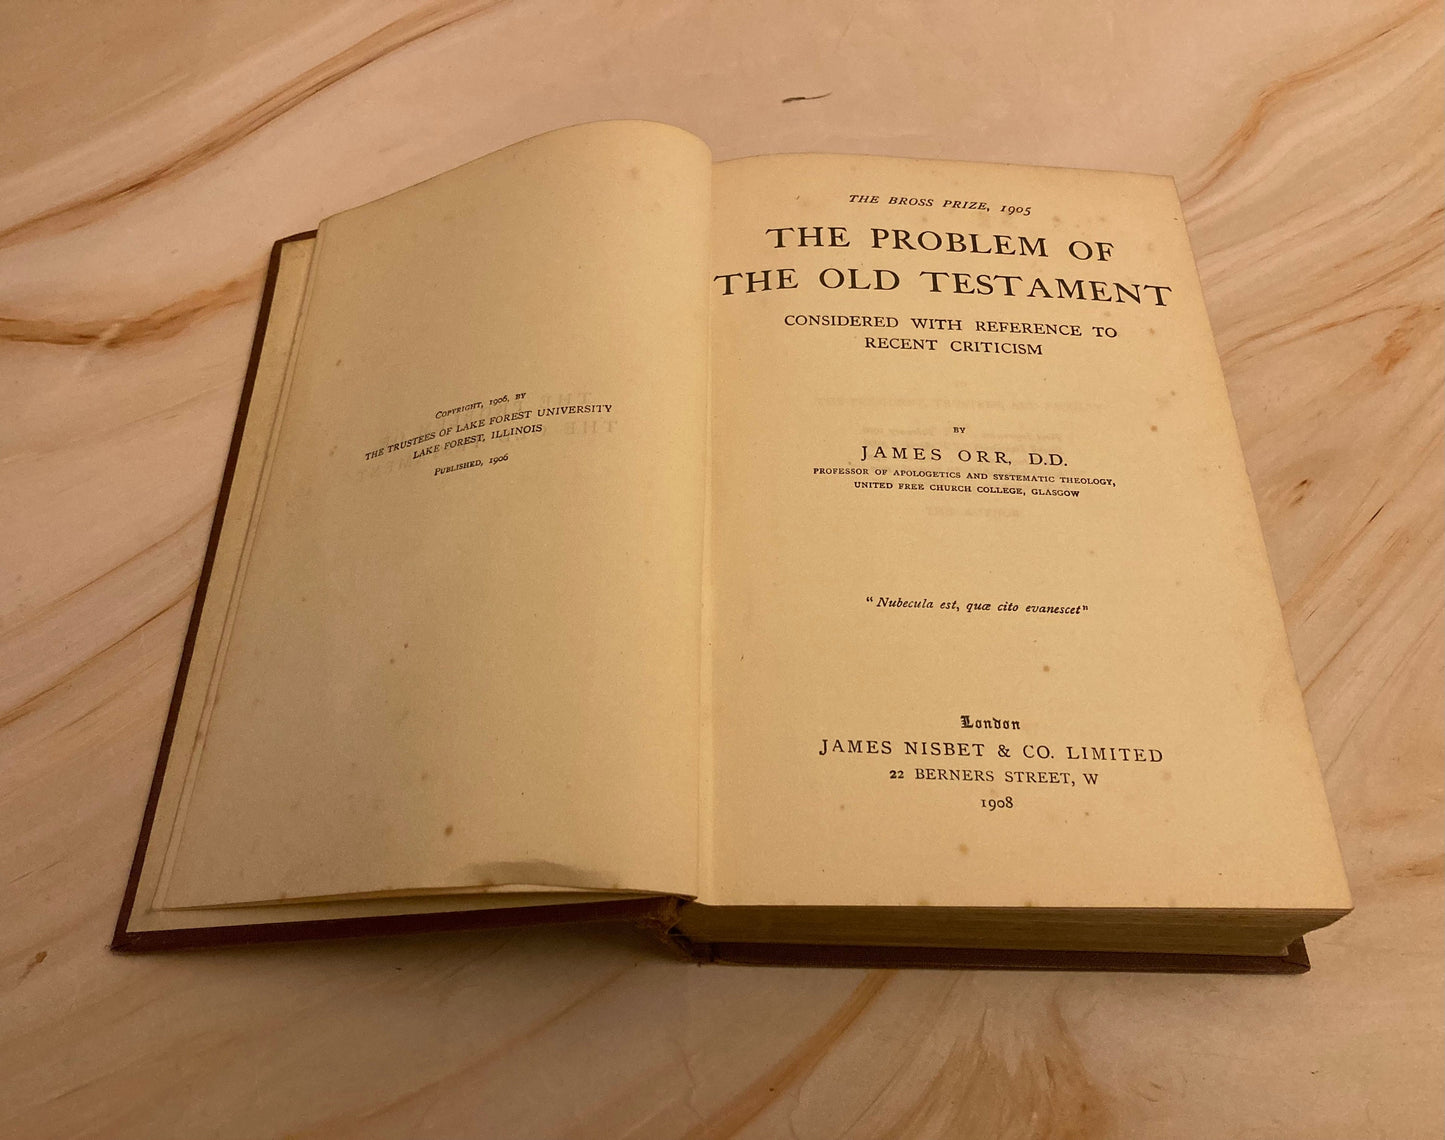 COPYRIGHT, 1906, BY
THE TRUSTEES OF LAKE FOREST UNIVERSITY
LAKE FOREST, ILLINOIS
PUBLISHED, 1906
THE BROSS PRIZE, 1905
THE PROBLEM OF
THE OLD TESTAMENT
CONSIDERED WITH REFERENCE TO
RECENT CRITICISM
BY
JAMES ORR, D.D.
PROFESSOR OF APOLOGETICS AND SYSTEMATIC THEOLOGY,
UNITED FREE CHURCH COLLEGE, GLASGOW
“Nubecula est, quæ cito evanescet”
London
JAMES NISBET & CO. LIMITED
22 BERNERS STREET, W
1908